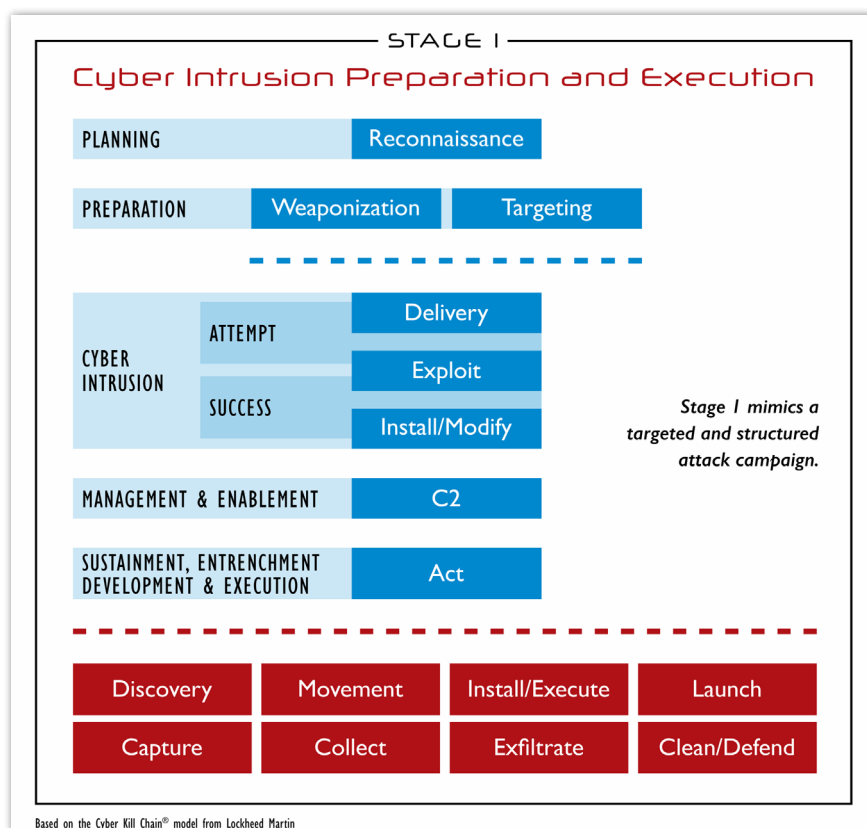 STAGE 1
Cyber Intrusion Preparation and Execution
PLANNING
Reconnaissance
PREPARATION
Weaponization
Targeting
CYBER
INTRUSION
ATTEMPT
SUCCESS
Delivery
Exploit
Install/Modify
Stage 1 mimics a
targeted and structured
attack campaign.
MANAGEMENT & ENABLEMENT
C2
SUSTAINMENT, ENTRENCHMENT
DEVELOPMENT & EXECUTION
Act
Discovery
Movement
Install/Execute
Launch
Capture
Collect
Exfiltrate
Clean/Defend
Based on the Cyber Kill Chain® model from Lockheed Martin